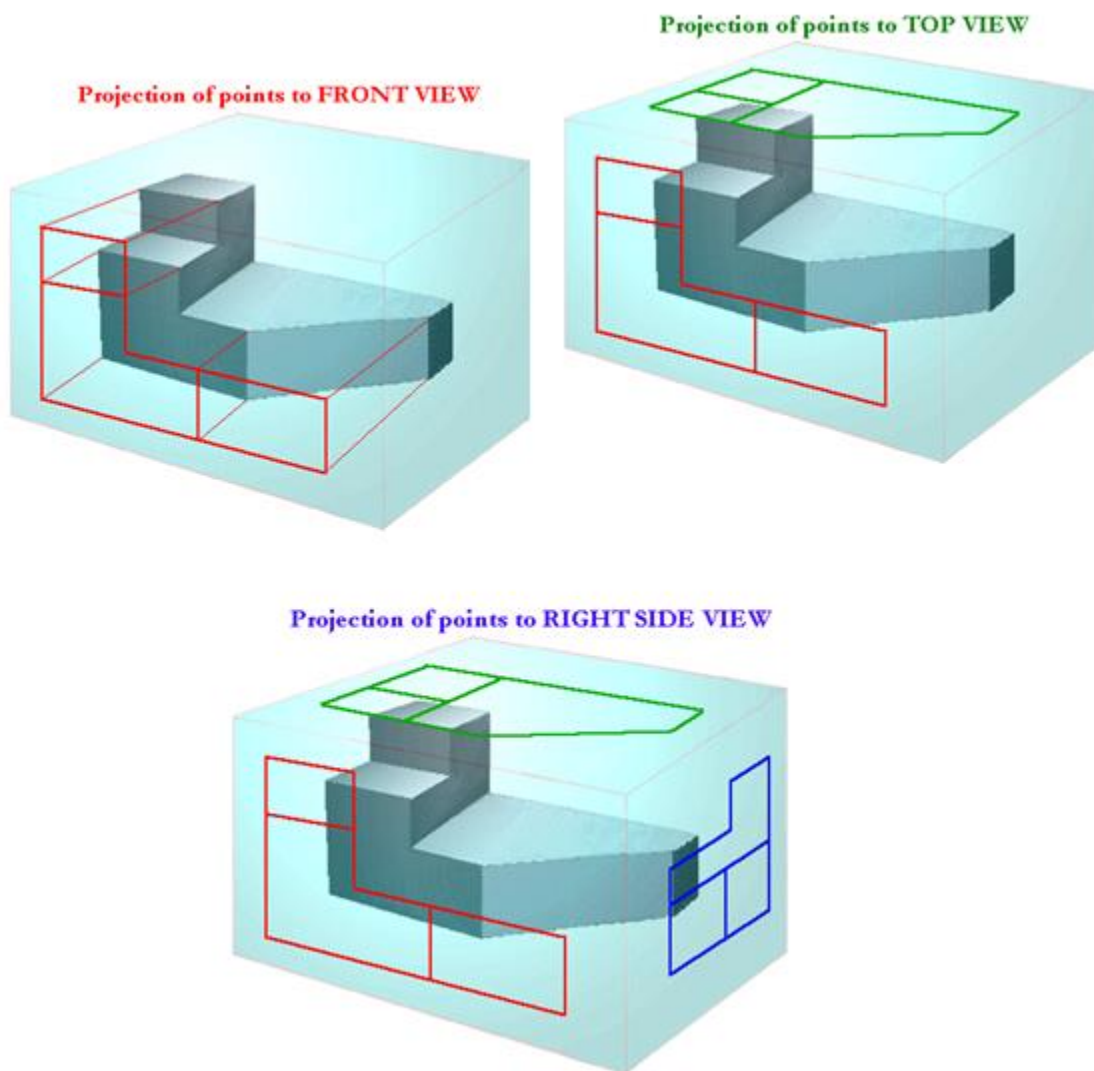 Projection of points to TOP VIEW
Projection of points to FRONT VIEW
Projection of points to RIGHT SIDE VIEW